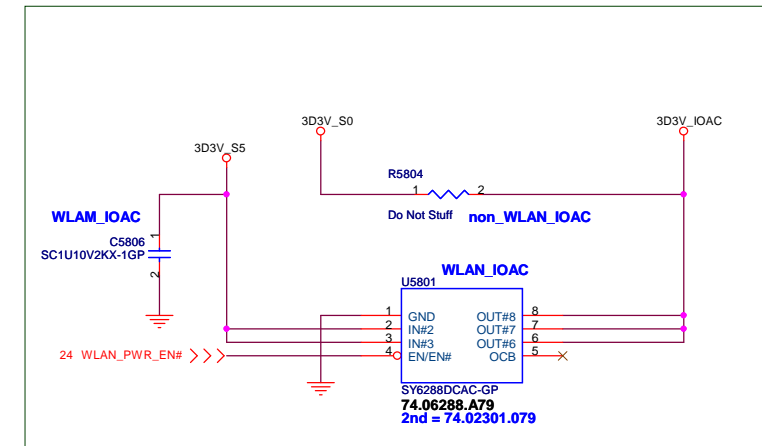 3D3V_S0
3D3V_IOAC
3D3V_S5
R5804
1
2
Do Not Stuff
non_WLAN_IOAC
WLAM_IOAC
C5806
SC1U10V2KX-1GP
1
2
WLAN_IOAC
U5801
1 GND OUT#8 8
2 IN#2 OUT#7 7
3 IN#3 OUT#6 6
4 EN/EN# OCB 5
24 WLAN_PWR_EN#
SY6288DCAC-GP
74.06288.A79
2nd = 74.02301.079